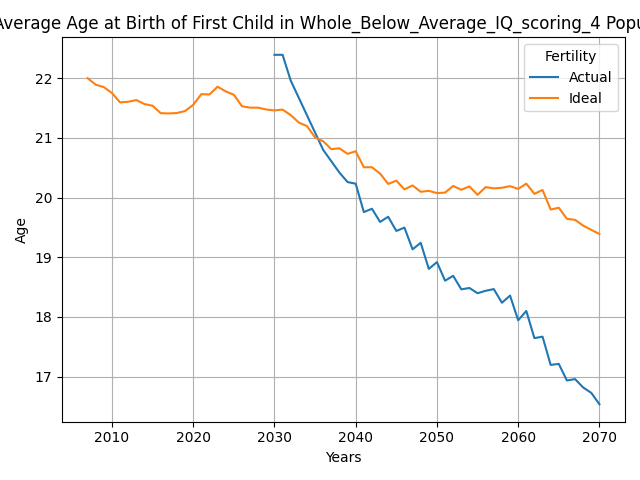 Average Age at Birth of First Child in Whole_Below_Average_IQ_scoring_4 Popu
Fertility
Actual
Ideal
22
21
20
19
18
17
Age
2010 2020 2030 2040 2050 2060 2070
Years